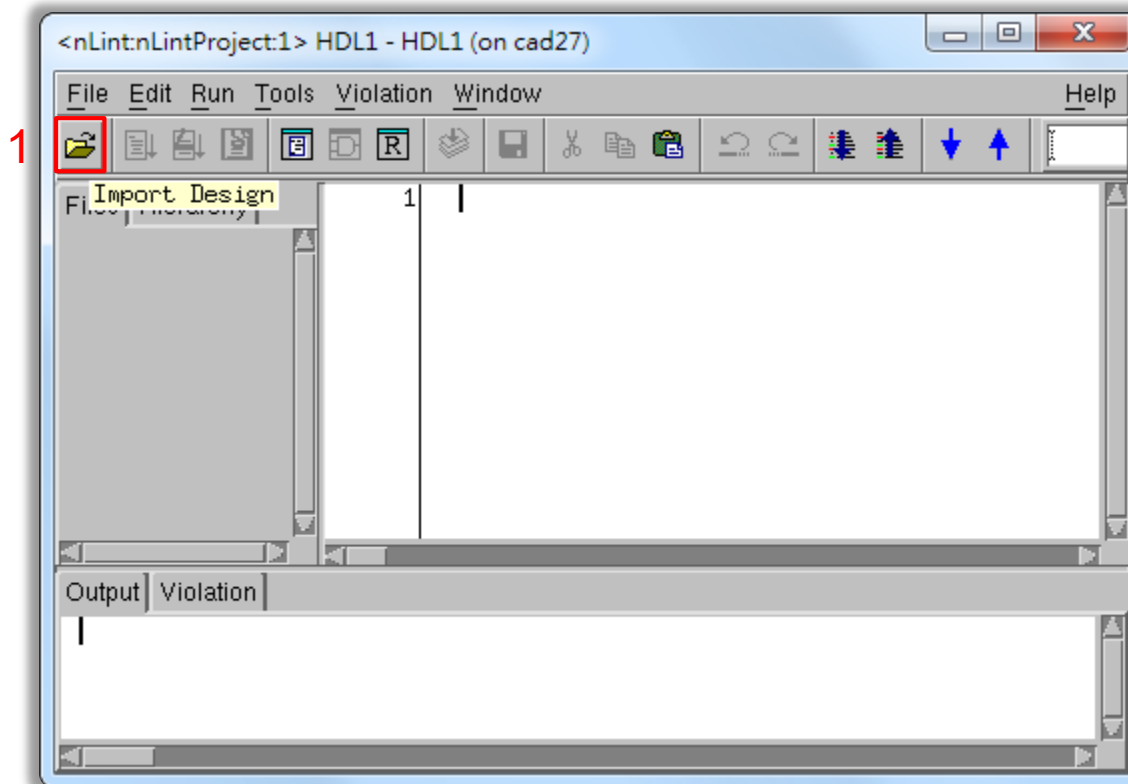 <nLint:nLintProject:1> HDL1 - HDL1 (on cad27)
File Edit Run Tools Violation Window Help
1
R
Import Design
1
Output Violation